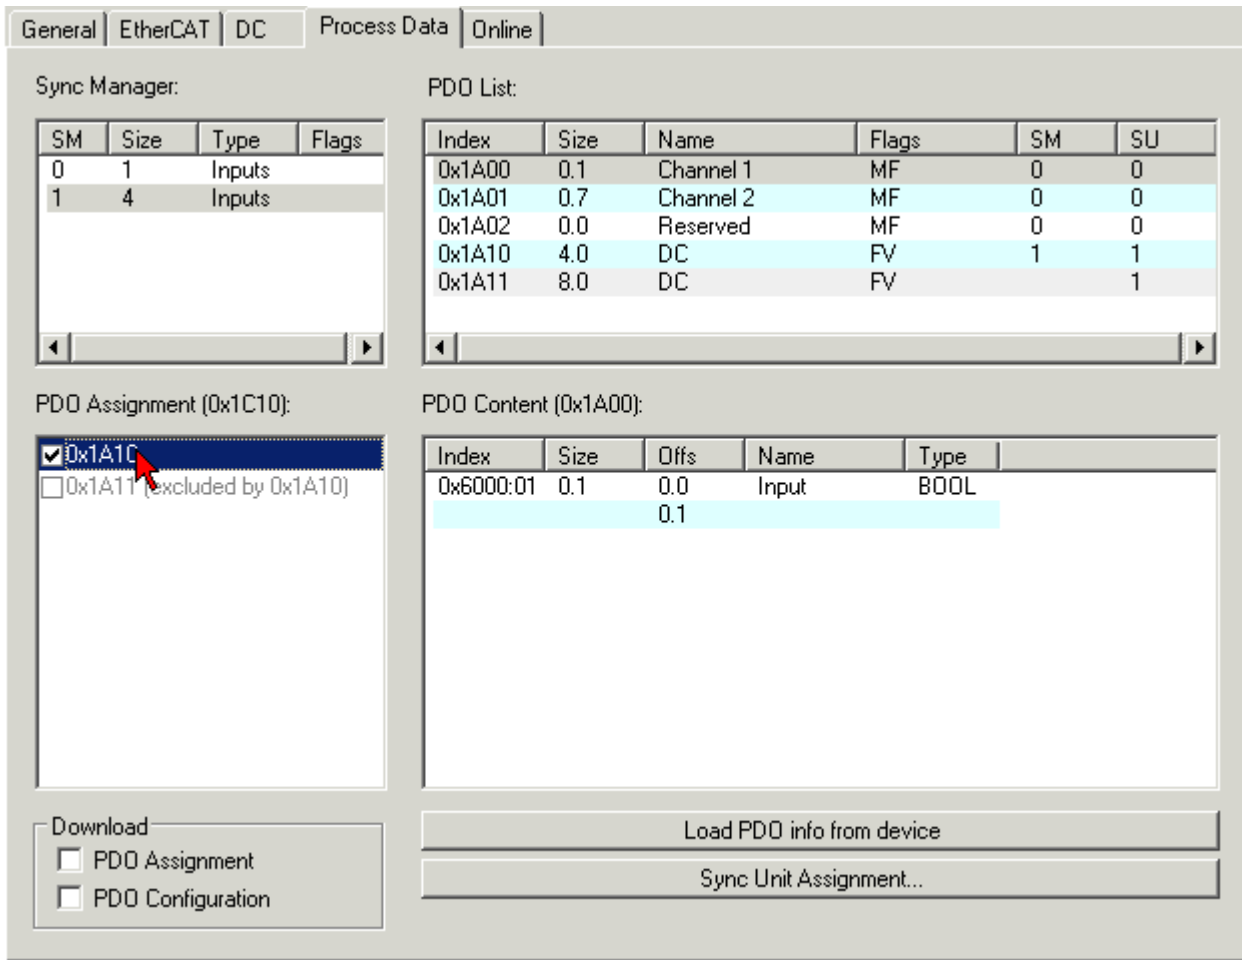 General EtherCAT DC Process Data Online
Sync Manager:
SM Size Type Flags
0 1 Inputs
1 4 Inputs
PDO List:
Index Size Name Flags SM SU
0x1A00 0.1 Channel 1 MF 0 0
0x1A01 0.7 Channel 2 MF 0 0
0x1A02 0.0 Reserved MF 0 0
0x1A10 4.0 DC FV 1 1
0x1A11 8.0 DC FV 1
PDO Assignment (0x1C10):
0x1A10
0x1A11 (excluded by 0x1A10)
PDO Content (0x1A00):
Index Size Offs Name Type
0x6000:01 0.1 0.0 Input BOOL
0.1
Download
PDO Assignment
PDO Configuration
Load PDO info from device
Sync Unit Assignment...